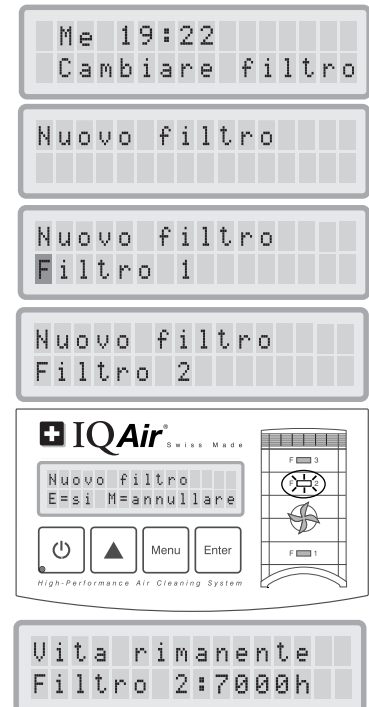 Me 19:22
Cambiare filtro
Nuovo filtro
Nuovo filtro
Filtro 1
Nuovo filtro
Filtro 2
IQAir® Swiss Made
Nuovo filtro
E=si M=annullare
Menu Enter
High-Performance Air Cleaning System
F 3
F 2
F 1
Vita rimanente
Filtro 2:7000h